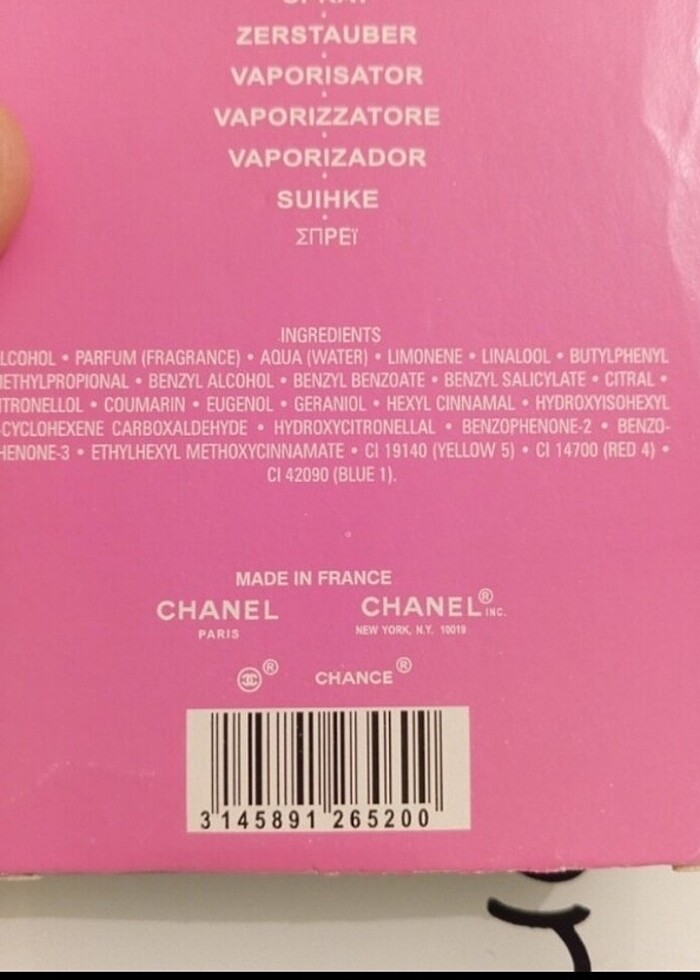 SPRAY
ZERSTAUBER
VAPORISATOR
VAPORIZZATORE
VAPORIZADOR
SUIHKE
ΣΠΡΕϊ
INGREDIENTS
LCOHOL • PARFUM (FRAGRANCE) • AQUA (WATER) • LIMONENE • LINALOOL • BUTYLPHENYL
METHYLPROPIONAL • BENZYL ALCOHOL • BENZYL BENZOATE • BENZYL SALICYLATE • CITRAL •
ITRONELLOL • COUMARIN • EUGENOL • GERANIOL • HEXYL CINNAMAL • HYDROXYISOHEXYL
-CYCLOHEXENE CARBOXALDEHYDE • HYDROXYCITRONELLAL • BENZOPHENONE-2 • BENZO-
HENONE-3 • ETHYLHEXYL METHOXYCINNAMATE • CI 19140 (YELLOW 5) • CI 14700 (RED 4) •
CI 42090 (BLUE 1).
MADE IN FRANCE
CHANEL CHANEL® INC.
PARIS NEW YORK, N.Y. 10019
® CHANCE®
3 145891 265200